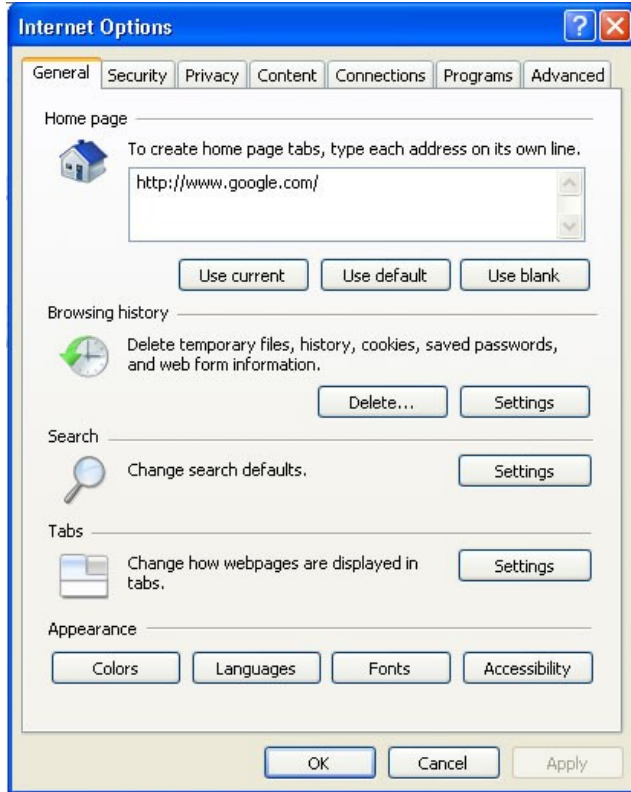 Internet Options
General Security Privacy Content Connections Programs Advanced
Home page
To create home page tabs, type each address on its own line.
http://www.google.com/
Use current Use default Use blank
Browsing history
Delete temporary files, history, cookies, saved passwords,
and web form information.
Delete... Settings
Search
Change search defaults. Settings
Tabs
Change how webpages are displayed in
tabs.
Settings
Appearance
Colors Languages Fonts Accessibility
OK Cancel Apply